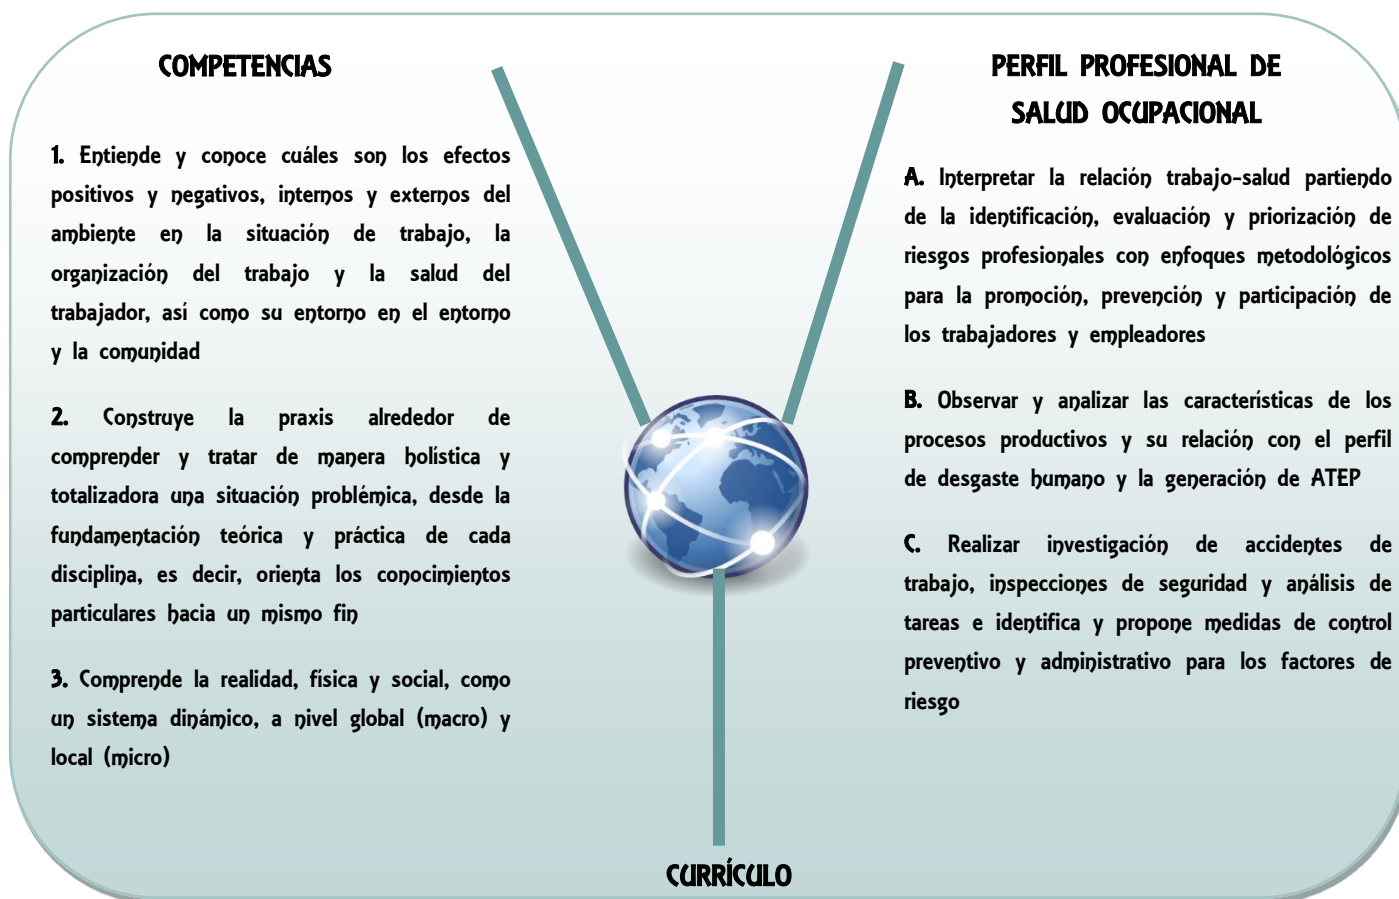 COMPETENCIAS
1. Entiende y conoce cuáles son los efectos
positivos y negativos, internos y externos del
ambiente en la situación de trabajo, la
organización del trabajo y la salud del
trabajador, así como su entorno en el entorno
y la comunidad
2. Construye la praxis alrededor de
comprender y tratar de manera holística y
totalizadora una situación problémica, desde la
fundamentación teórica y práctica de cada
disciplina, es decir, orienta los conocimientos
particulares hacia un mismo fin
3. Comprende la realidad, física y social, como
un sistema dinámico, a nivel global (macro) y
local (micro)
PERFIL PROFESIONAL DE
SALUD OCUPACIONAL
A. Interpretar la relación trabajo-salud partiendo
de la identificación, evaluación y priorización de
riesgos profesionales con enfoques metodológicos
para la promoción, prevención y participación de
los trabajadores y empleadores
B. Observar y analizar las características de los
procesos productivos y su relación con el perfil
de desgaste humano y la generación de ATEP
C. Realizar investigación de accidentes de
trabajo, inspecciones de seguridad y análisis de
tareas e identifica y propone medidas de control
preventivo y administrativo para los factores de
riesgo
CURRÍCULO